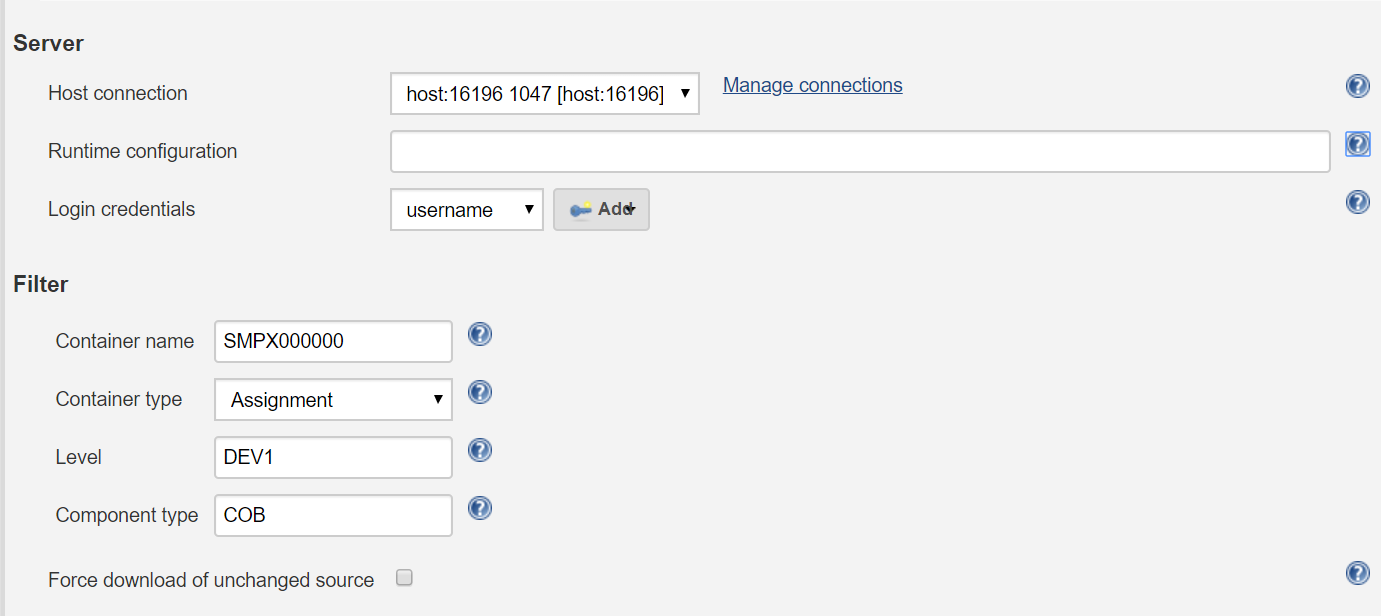 Server
Host connection host:16196 1047 [host:16196] Manage connections
Runtime configuration
Login credentials username Add
Filter
Container name SMPX000000
Container type Assignment
Level DEV1
Component type COB
Force download of unchanged source